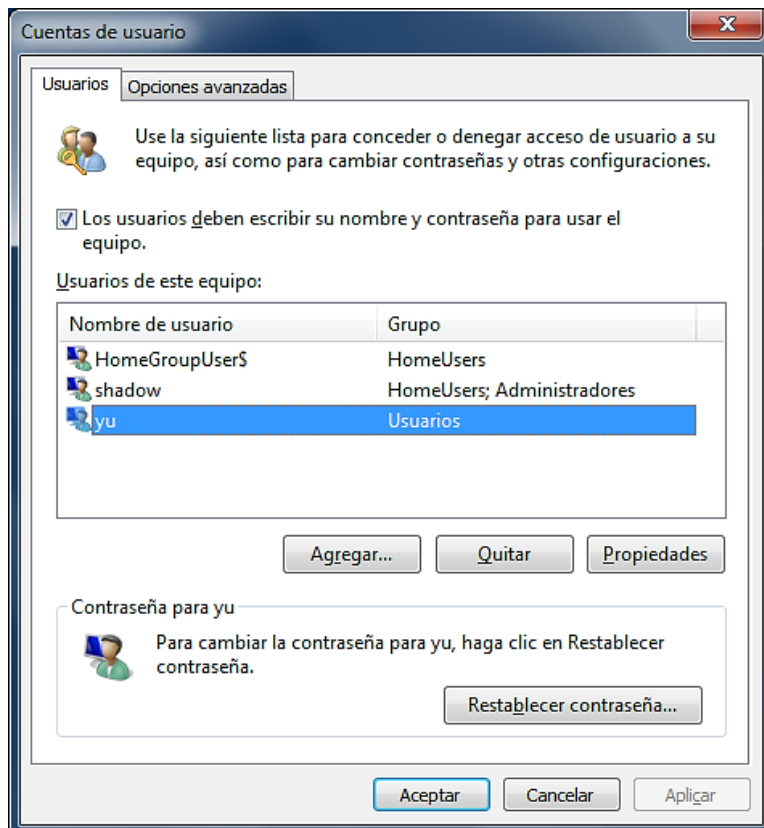 Cuentas de usuario
Usuarios
Opciones avanzadas
Use la siguiente lista para conceder o denegar acceso de usuario a su
equipo, así como para cambiar contraseñas y otras configuraciones.
Los usuarios deben escribir su nombre y contraseña para usar el
equipo.
Usuarios de este equipo:
Nombre de usuario Grupo
HomeGroupUser$ HomeUsers
shadow HomeUsers; Administradores
yu Usuarios
Agregar... Quitar Propiedades
Contraseña para yu
Para cambiar la contraseña para yu, haga clic en Restablecer
contraseña.
Restablecer contraseña...
Aceptar Cancelar Aplicar